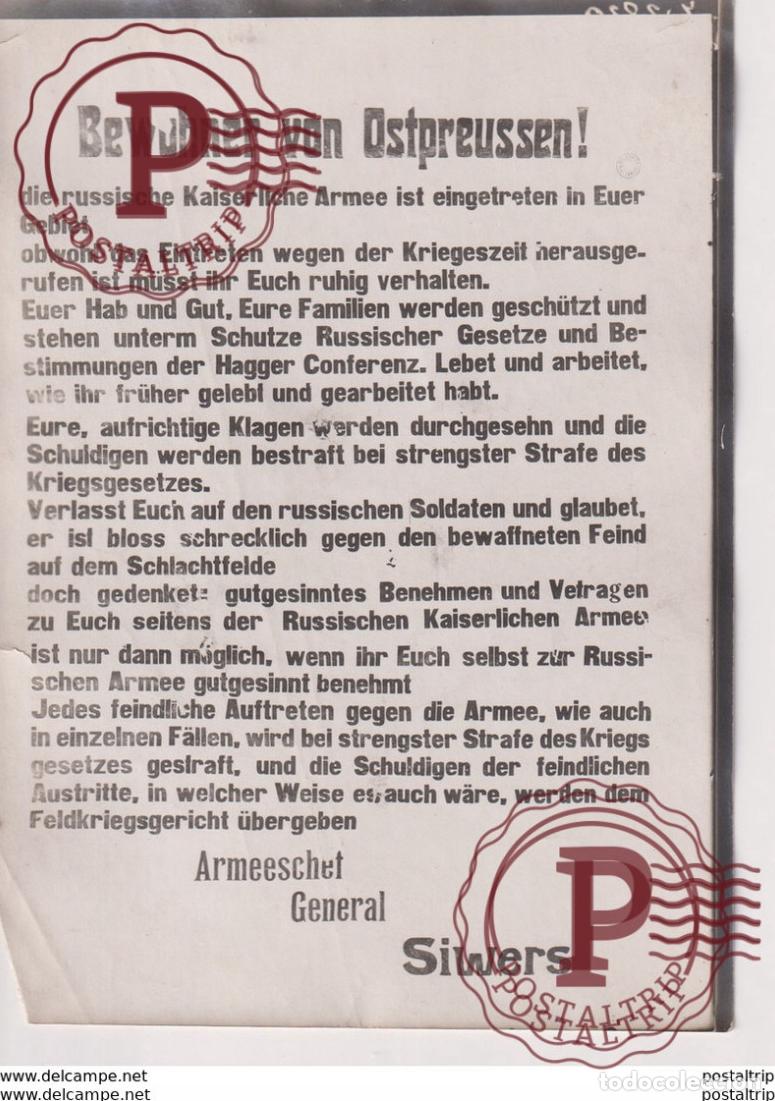 Bewohner von Ostpreussen!
die russische Kaiserliche Armee ist eingetreten in Euer
Gebiet,
obwohl das Eintreten wegen der Kriegeszeit herausge-
rufen ist müsst ihr Euch ruhig verhalten.
Euer Hab und Gut, Eure Familien werden geschützt und
stehen unterm Schutze Russischer Gesetze und Be-
stimmungen der Hagger Conferenz. Lebet und arbeitet,
wie ihr früher gelebl und gearbeitet habt.
Eure, aufrichtige Klagen werden durchgesehn und die
Schuldigen werden bestraft bei strengster Strafe des
Kriegsgesetzes.
Verlasst Euch auf den russischen Soldaten und glaubet,
er isl bloss schrecklich gegen den bewaffneten Feind
auf dem Schlachtfelde
doch gedenket: gutgesinntes Benehmen und Vetragen
zu Euch seitens der Russischen Kaiserlichen Armee
ist nur dann möglich, wenn ihr Euch selbst zur Russi-
schen Armee gutgesinnt benehmt
Jedes feindliche Auftreten gegen die Armee, wie auch
in einzelnen Fällen, wird bei strengster Strafe des Kriegs
gesetzes geslraft, und die Schuldigen der feindlichen
Austritte, in welcher Weise es auch wäre, werden dem
Feldkriegsgericht übergeben
Armeeschef
General
Siwers
P
POSTALTRIP
P
POSTALTRIP
POSTALTRIP
www.delcampe.net
postaltrip
todocoleccion
www.delcampe.net
postaltrip